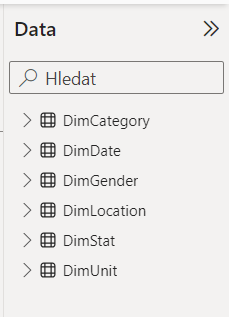 Data
Hledat
DimCategory
DimDate
DimGender
DimLocation
DimStat
DimUnit